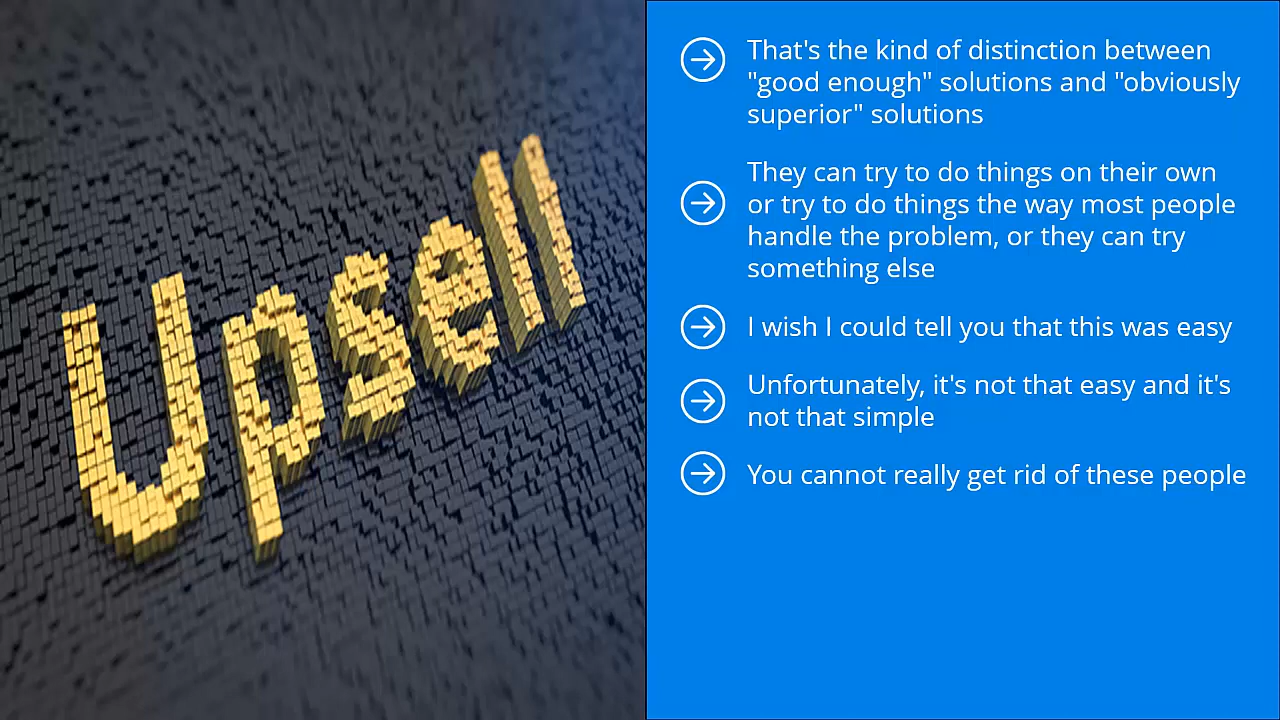 Upsell
That's the kind of distinction between
"good enough" solutions and "obviously
superior" solutions
They can try to do things on their own
or try to do things the way most people
handle the problem, or they can try
something else
I wish I could tell you that this was easy
Unfortunately, it's not that easy and it's
not that simple
You cannot really get rid of these people